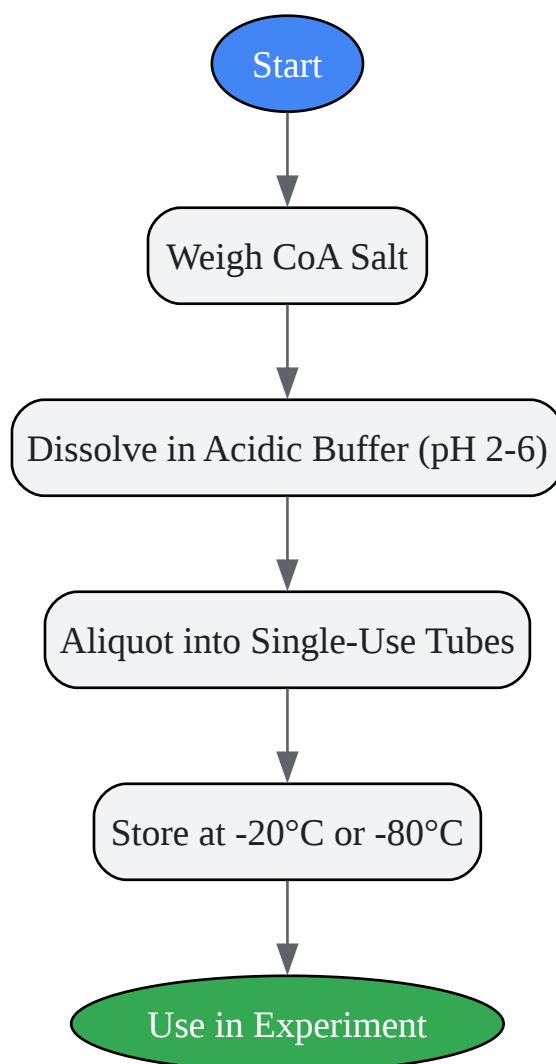 Start
Weigh CoA Salt
Dissolve in Acidic Buffer (pH 2-6)
Aliquot into Single-Use Tubes
Store at -20°C or -80°C
Use in Experiment